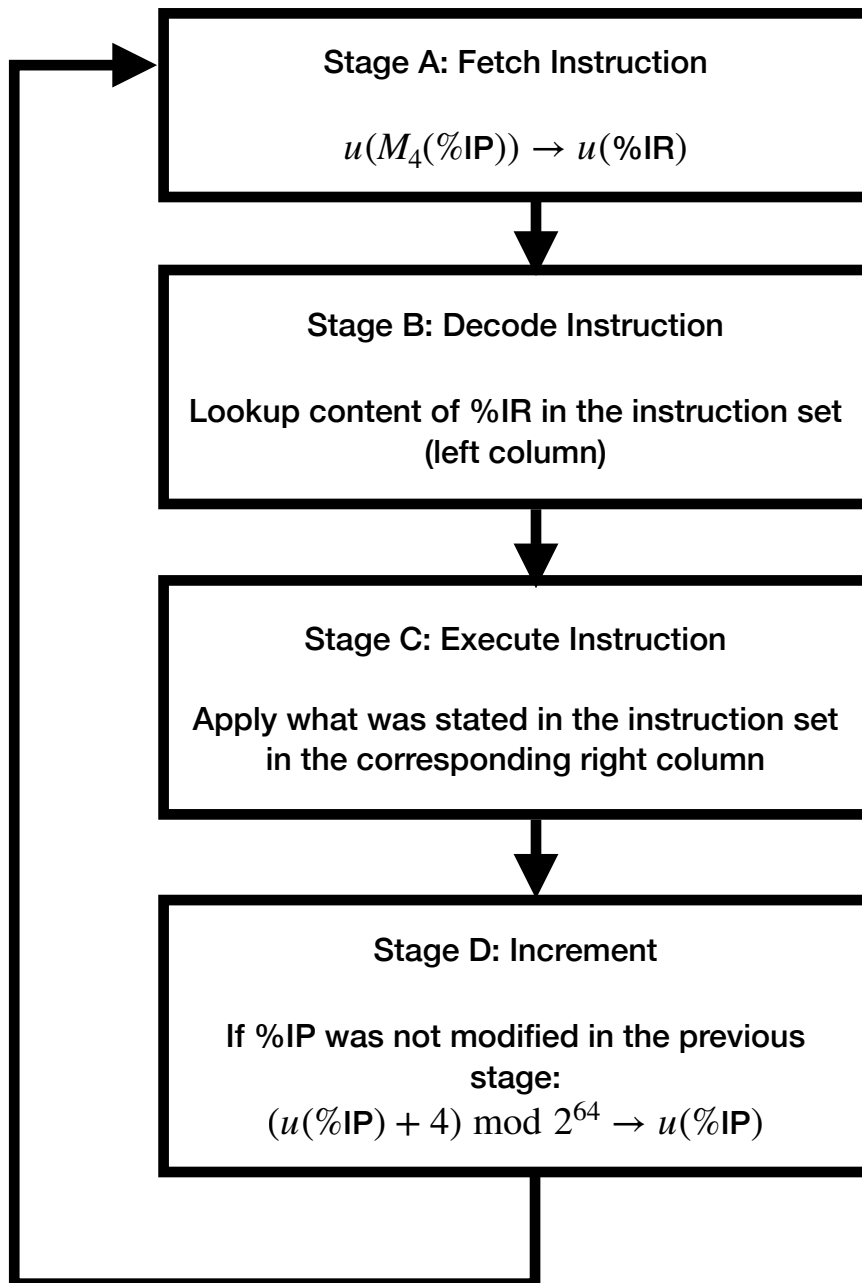 Stage A: Fetch Instruction
u(M₄(%IP)) → u(%IR)
Stage B: Decode Instruction
Lookup content of %IR in the instruction set
(left column)
Stage C: Execute Instruction
Apply what was stated in the instruction set
in the corresponding right column
Stage D: Increment
If %IP was not modified in the previous
stage:
(u(%IP) + 4) mod 2⁶⁴ → u(%IP)